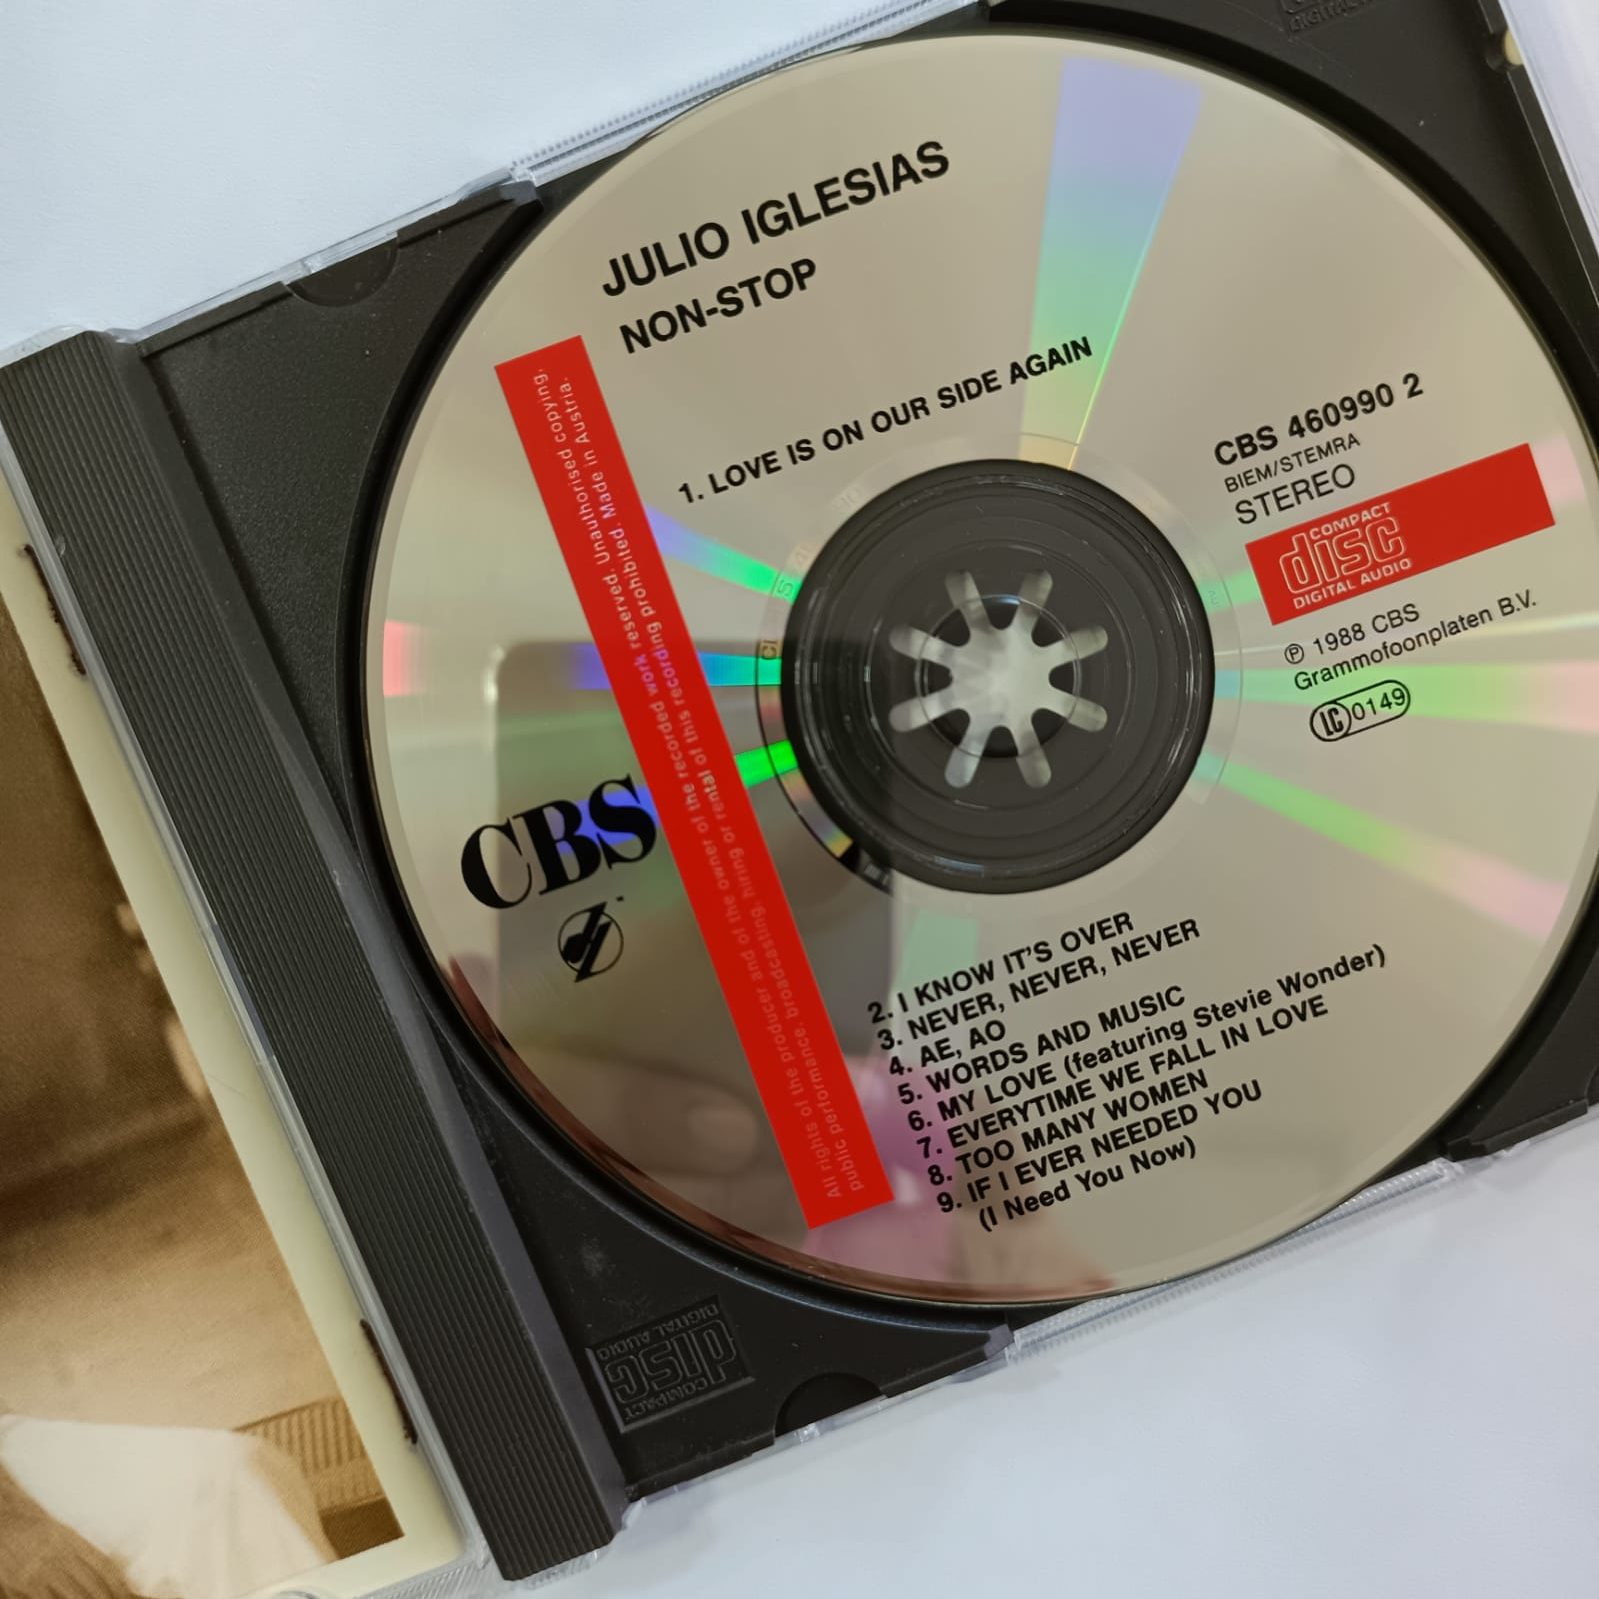 JULIO IGLESIAS
NON-STOP
1. LOVE IS ON OUR SIDE AGAIN
CBS 460990 2
BIEM/STEMRA
STEREO
COMPACT
disc
DIGITAL AUDIO
℗ 1988 CBS
Grammofoonplaten B.V.
LC 0149
CBS
All rights of the producer and of the owner of the recorded work reserved. Unauthorised copying,
public performance, broadcasting, hiring or rental of this recording prohibited. Made in Austria.
2. I KNOW IT'S OVER
3. NEVER, NEVER, NEVER
4. AE, AO
5. WORDS AND MUSIC
6. MY LOVE (featuring Stevie Wonder)
7. EVERYTIME WE FALL IN LOVE
8. TOO MANY WOMEN
9. IF I EVER NEEDED YOU
(I Need You Now)
COMPACT
disc
DIGITAL AUDIO